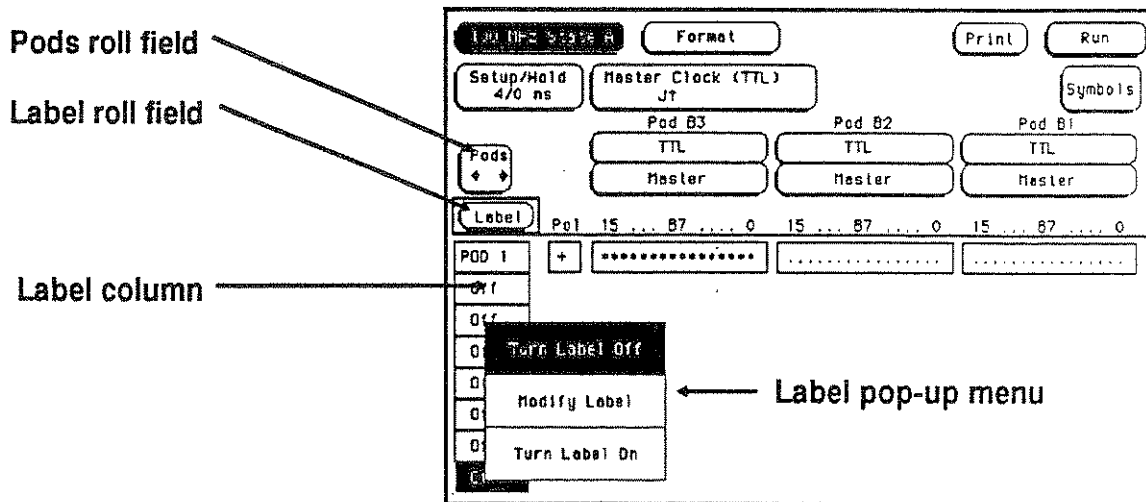 Pods roll field
Label roll field
Label column
Label pop-up menu
100 MHz State A Format Print Run
Setup/Hold
4/0 ns
Master Clock (TTL)
J↑
Symbols
Pod B3 Pod B2 Pod B1
Pods TTL TTL TTL
Master Master Master
Label Pol 15 ... 87 .... 0 15 ... 87 .... 0 15 ... 87 .... 0
POD 1 + **************** ................ ................
Off
Off
Turn Label Off
Modify Label
Turn Label On